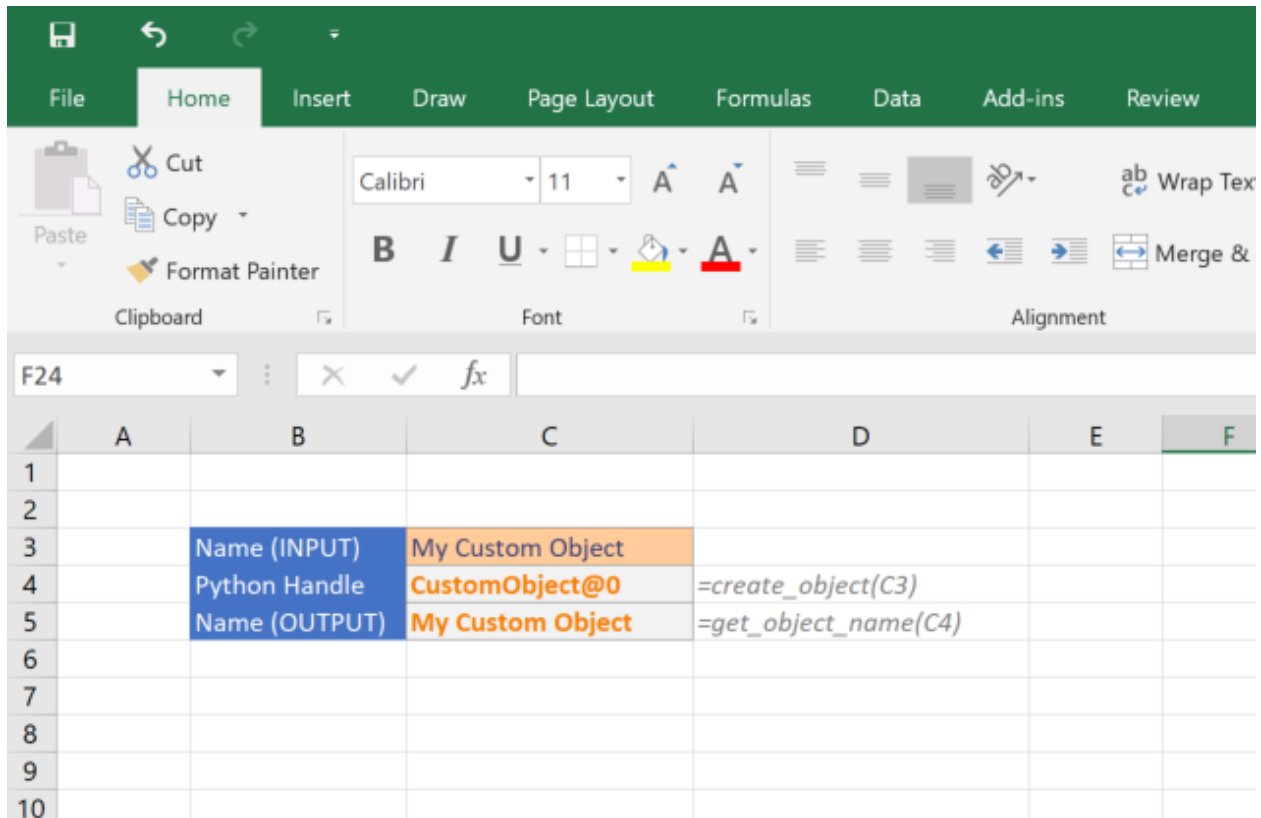 File Home Insert Draw Page Layout Formulas Data Add-ins Review
Cut
Calibri 11 A A ab c Wrap Tex
Copy
Paste
B I U A Merge &
Format Painter
Clipboard Font Alignment
F24 fx
A B C D E F
1
2
3 Name (INPUT) My Custom Object
4 Python Handle CustomObject@0 =create_object(C3)
5 Name (OUTPUT) My Custom Object =get_object_name(C4)
6
7
8
9
10